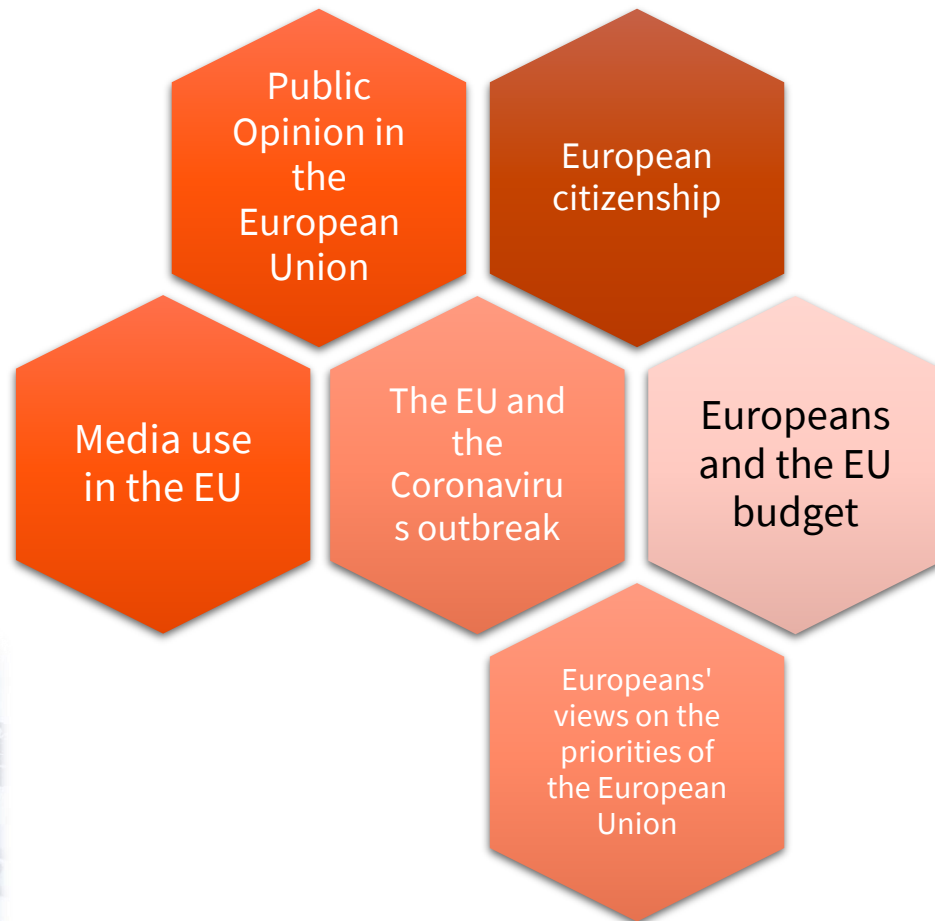 Public
Opinion in
the
European
Union
European
citizenship
Media use
in the EU
The EU and
the
Coronaviru
s outbreak
Europeans
and the EU
budget
Europeans'
views on the
priorities of
the European
Union